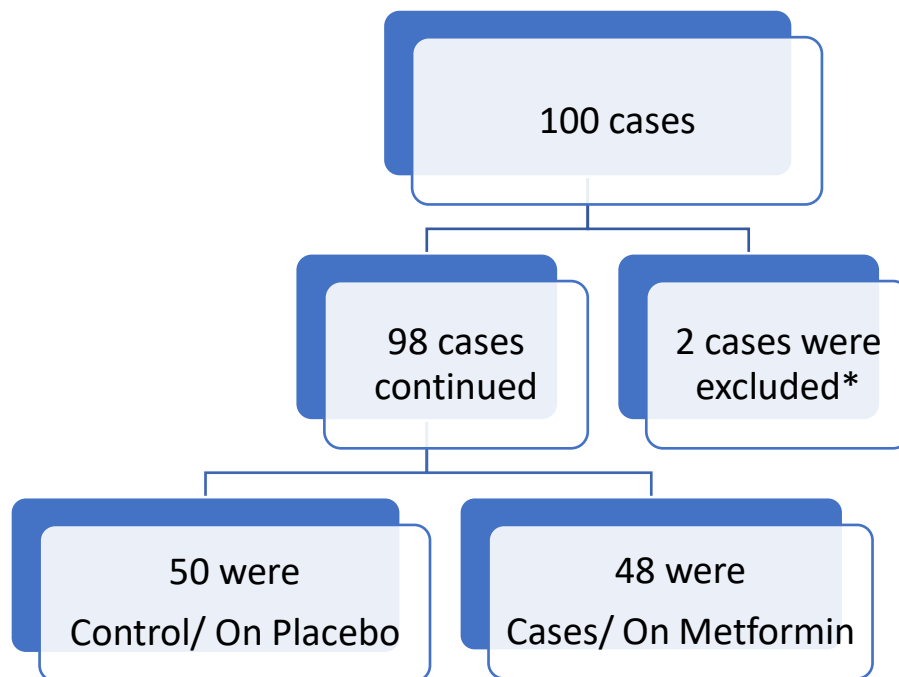 100 cases
98 cases
continued
2 cases were
excluded*
50 were
Control/ On Placebo
48 were
Cases/ On Metformin